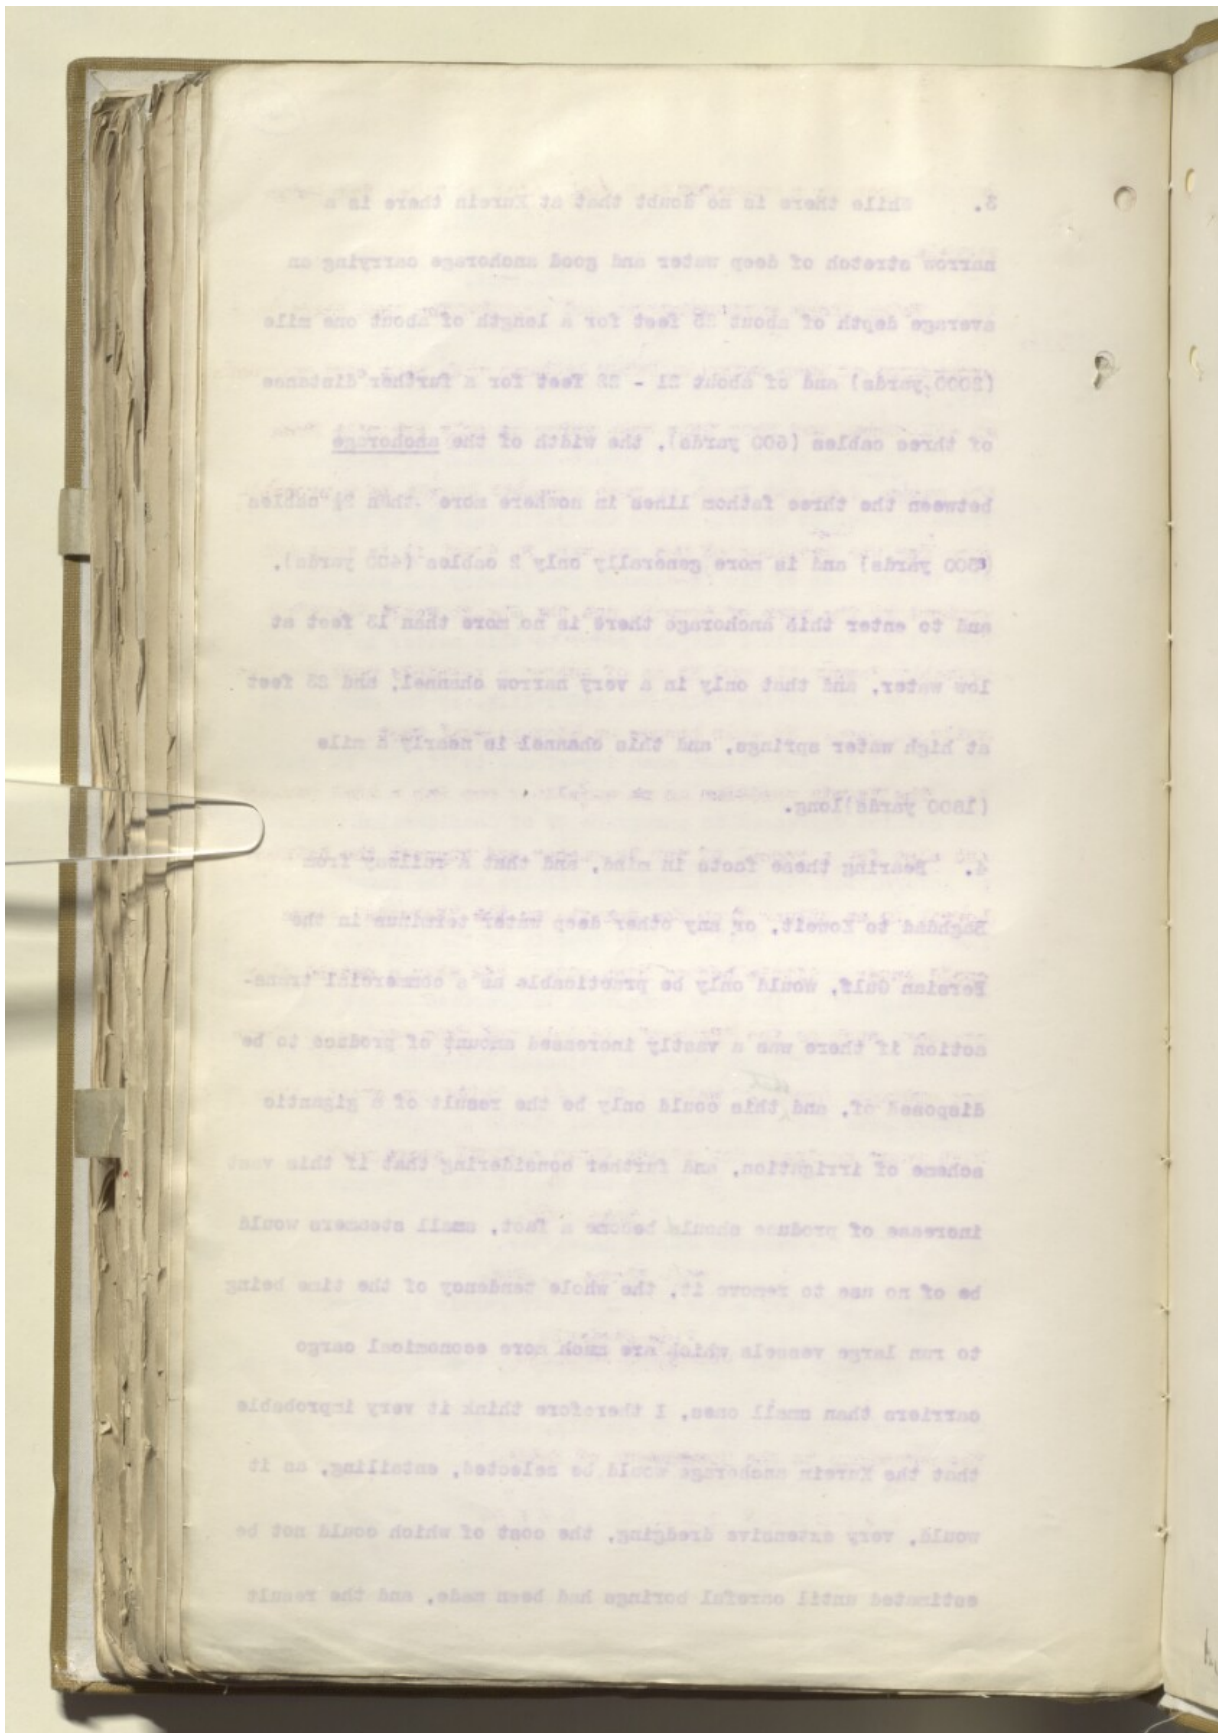 3. While there is no doubt that at Kurein there is a
narrow stretch of deep water and good anchorage carrying an
average depth of about 25 feet for a length of about one mile
(2000 yards) and of about 21 - 22 feet for a further distance
of three cables (600 yards), the width of the anchorage
between the three fathom lines is nowhere more than 2½ cables
(500 yards) and is more generally only 2 cables (400 yards),
and to enter this anchorage there is no more than 13 feet at
low water, and that only in a very narrow channel, and 23 feet
at high water springs, and this channel is nearly a mile
(1800 yards) long.
4. Bearing these facts in mind, and that a railway from
Baghdad to Koweit, or any other deep water terminus in the
Persian Gulf, would only be practicable as a commercial trans-
action if there was a vastly increased amount of produce to be
disposed of, and this could only be the result of a gigantic
scheme of irrigation, and further considering that if this vast
increase of produce should become a fact, small steamers would
be of no use to remove it, the whole tendency of the time being
to run large vessels which are much more economical cargo
carriers than small ones, I therefore think it very improbable
that the Kurein anchorage would be selected, entailing, as it
would, very extensive dredging, the cost of which could not be
estimated until careful borings had been made, and the result